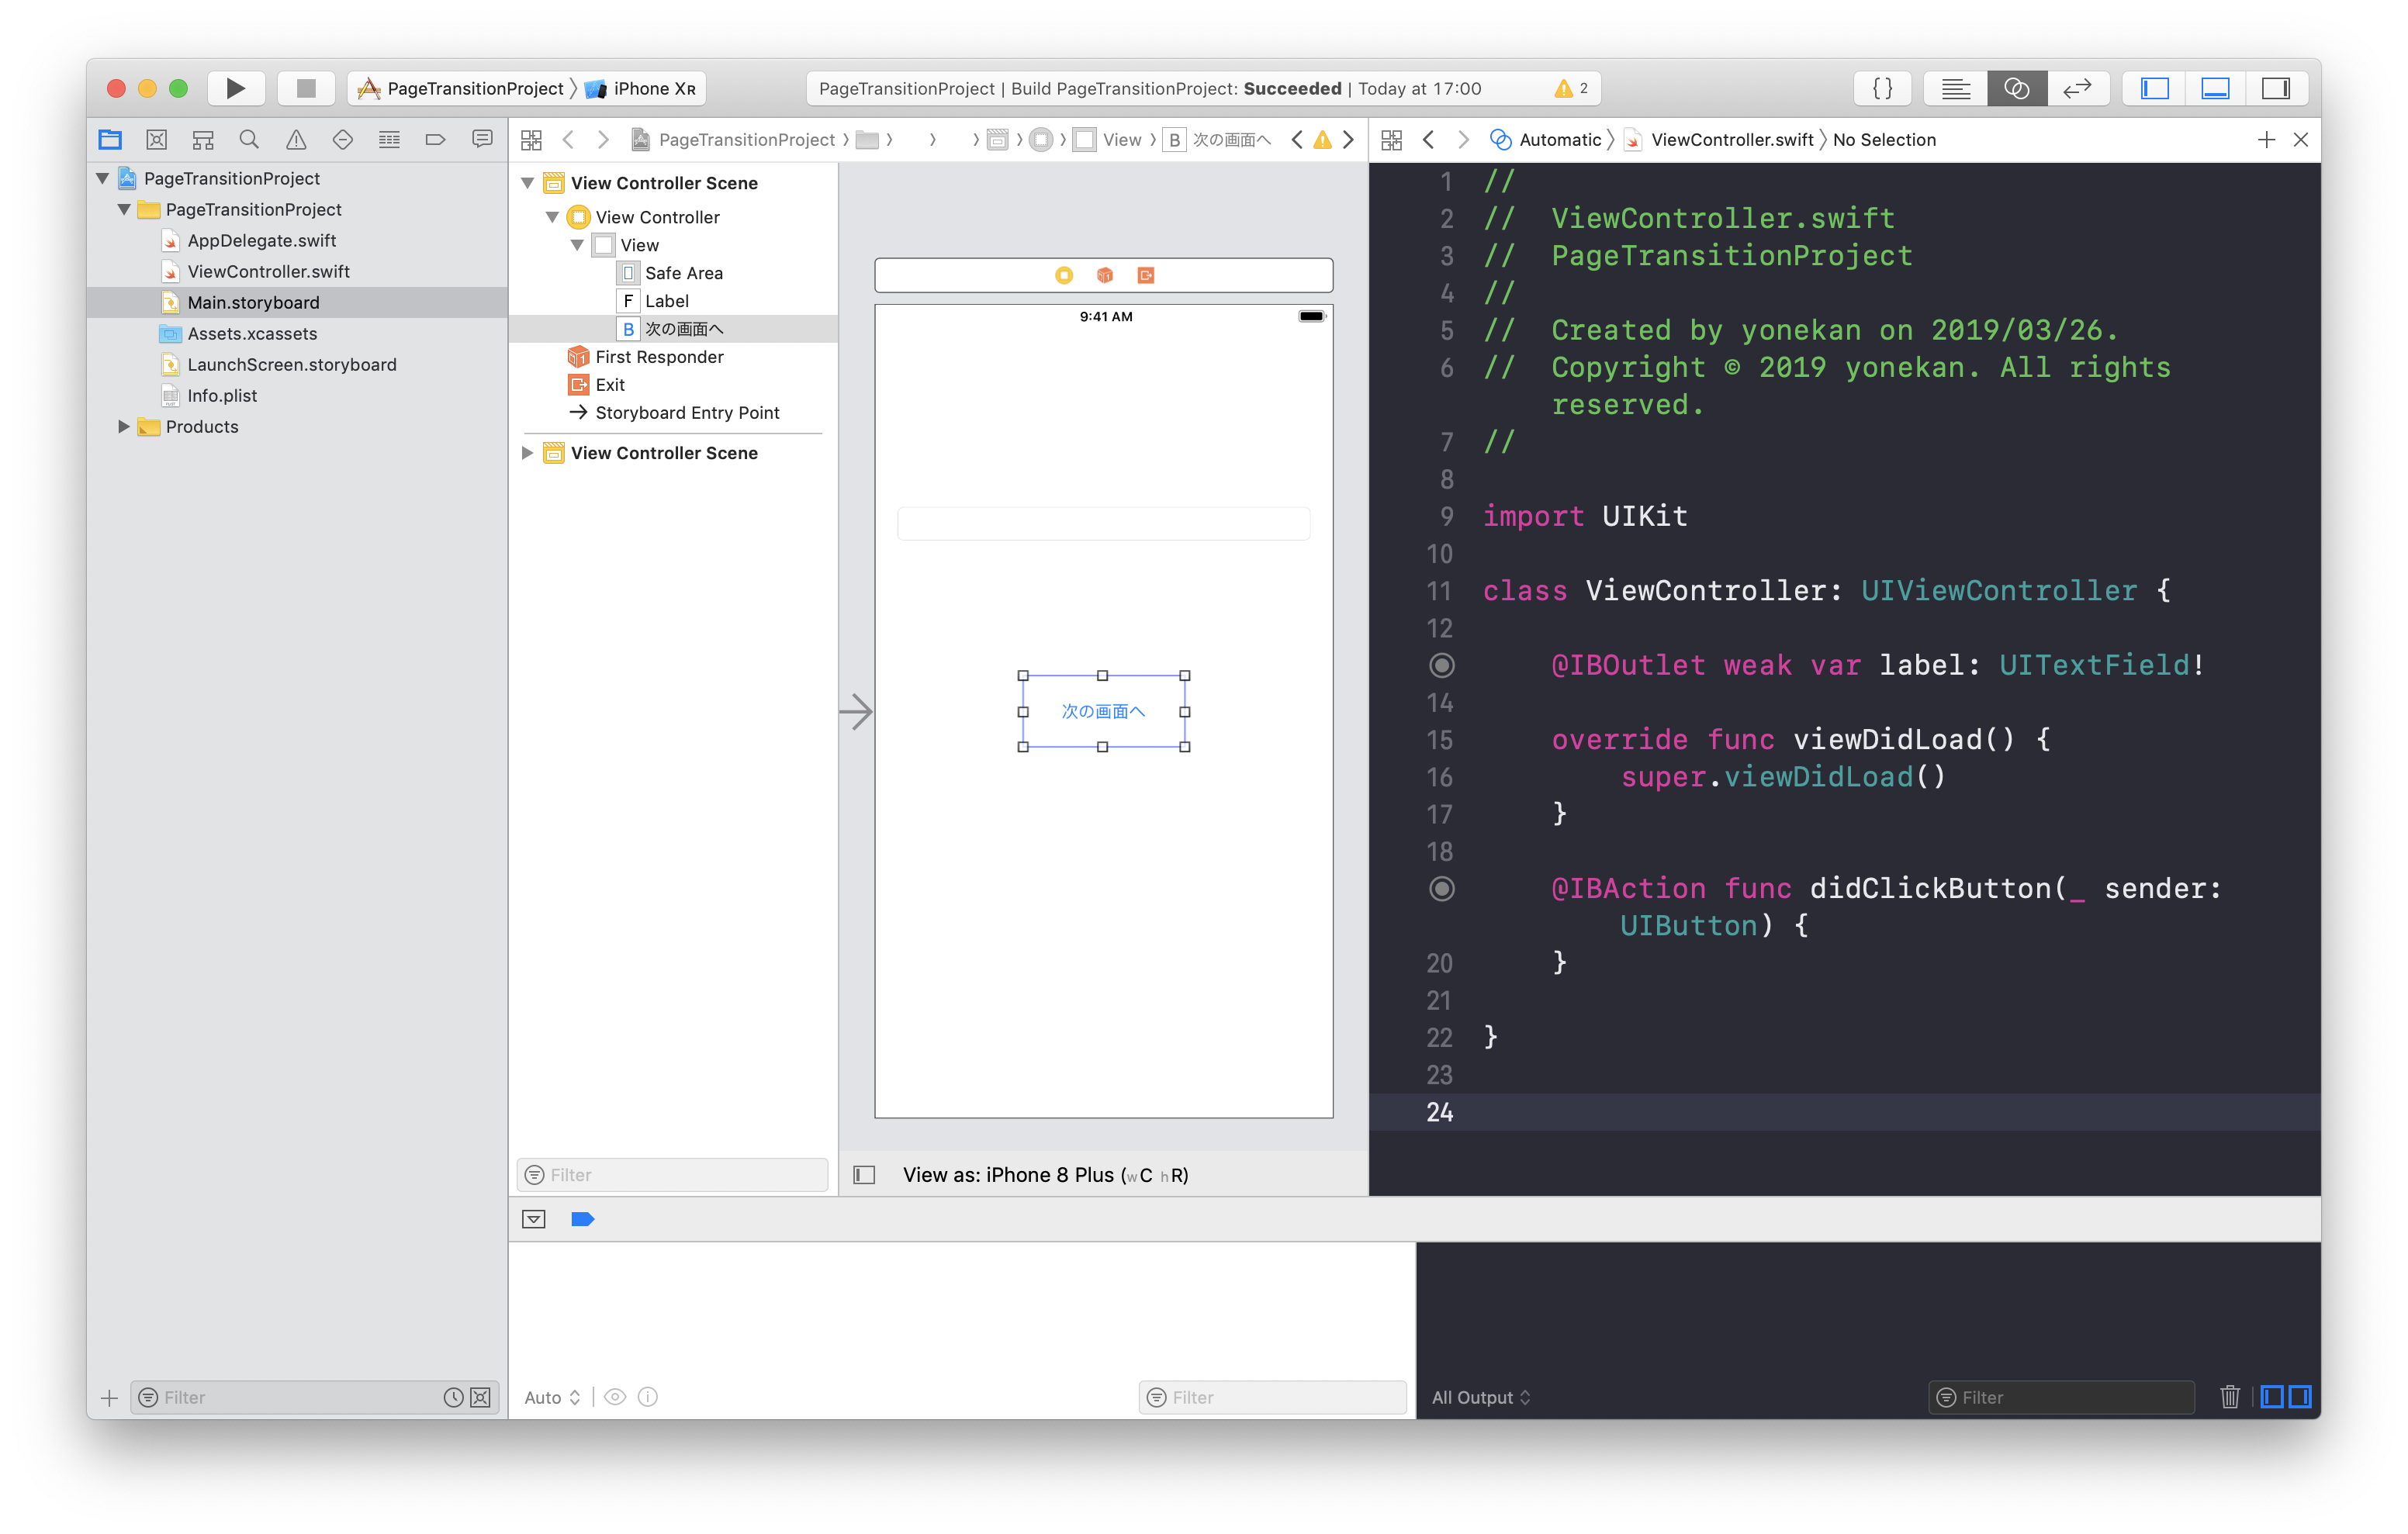 PageTransitionProject 〉 iPhone XR
PageTransitionProject | Build PageTransitionProject: Succeeded | Today at 17:00
2
{ }
PageTransitionProject
PageTransitionProject
AppDelegate.swift
ViewController.swift
Main.storyboard
Assets.xcassets
LaunchScreen.storyboard
Info.plist
Products
Filter
PageTransitionProject 〉 〉 〉 〉 〉 〉 View 〉 B 次の画面へ
View Controller Scene
View Controller
View
Safe Area
F Label
B 次の画面へ
First Responder
Exit
Storyboard Entry Point
View Controller Scene
Filter
9:41 AM
次の画面へ
View as: iPhone 8 Plus (wC hR)
Automatic 〉 ViewController.swift 〉 No Selection
1 //
2 //  ViewController.swift
3 //  PageTransitionProject
4 //
5 //  Created by yonekan on 2019/03/26.
6 //  Copyright © 2019 yonekan. All rights
reserved.
7 //
8
9 import UIKit
10
11 class ViewController: UIViewController {
12
@IBOutlet weak var label: UITextField!
14
15 override func viewDidLoad() {
16 super.viewDidLoad()
17 }
18
@IBAction func didClickButton(_ sender:
UIButton) {
20 }
21
22 }
23
24
Auto
Filter
All Output
Filter